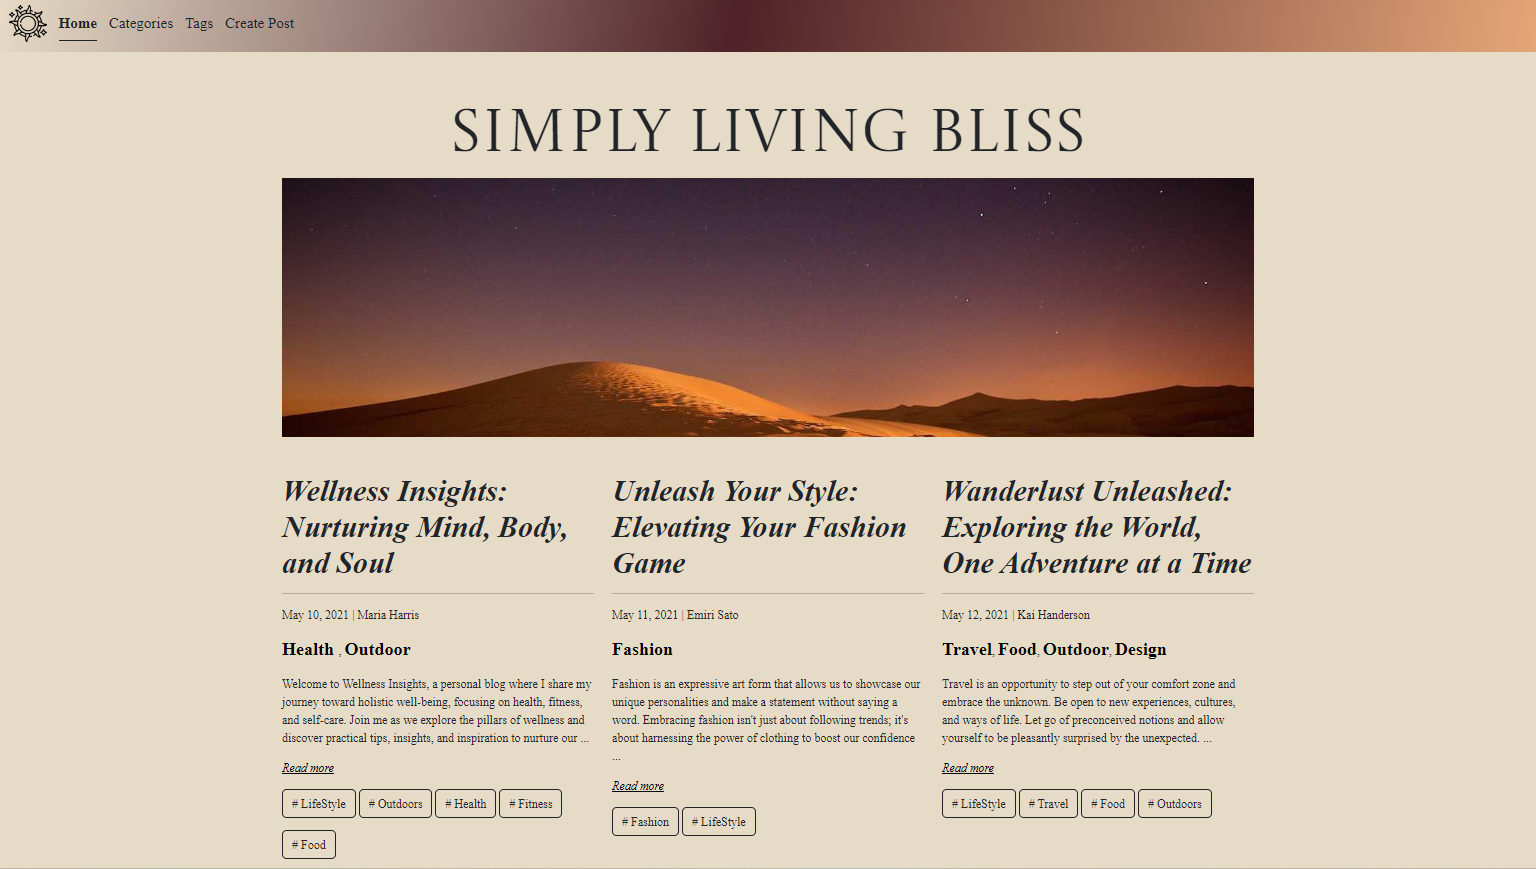 Home Categories Tags Create Post
SIMPLY LIVING BLISS
Wellness Insights:
Nurturing Mind, Body,
and Soul
May 10, 2021 | Maria Harris
Health , Outdoor
Welcome to Wellness Insights, a personal blog where I share my
journey toward holistic well-being, focusing on health, fitness,
and self-care. Join me as we explore the pillars of wellness and
discover practical tips, insights, and inspiration to nurture our ...
Read more
# LifeStyle # Outdoors # Health # Fitness
# Food
Unleash Your Style:
Elevating Your Fashion
Game
May 11, 2021 | Emiri Sato
Fashion
Fashion is an expressive art form that allows us to showcase our
unique personalities and make a statement without saying a
word. Embracing fashion isn't just about following trends; it's
about harnessing the power of clothing to boost our confidence
...
Read more
# Fashion # LifeStyle
Wanderlust Unleashed:
Exploring the World,
One Adventure at a Time
May 12, 2021 | Kai Handerson
Travel, Food, Outdoor, Design
Travel is an opportunity to step out of your comfort zone and
embrace the unknown. Be open to new experiences, cultures,
and ways of life. Let go of preconceived notions and allow
yourself to be pleasantly surprised by the unexpected. ...
Read more
# LifeStyle # Travel # Food # Outdoors